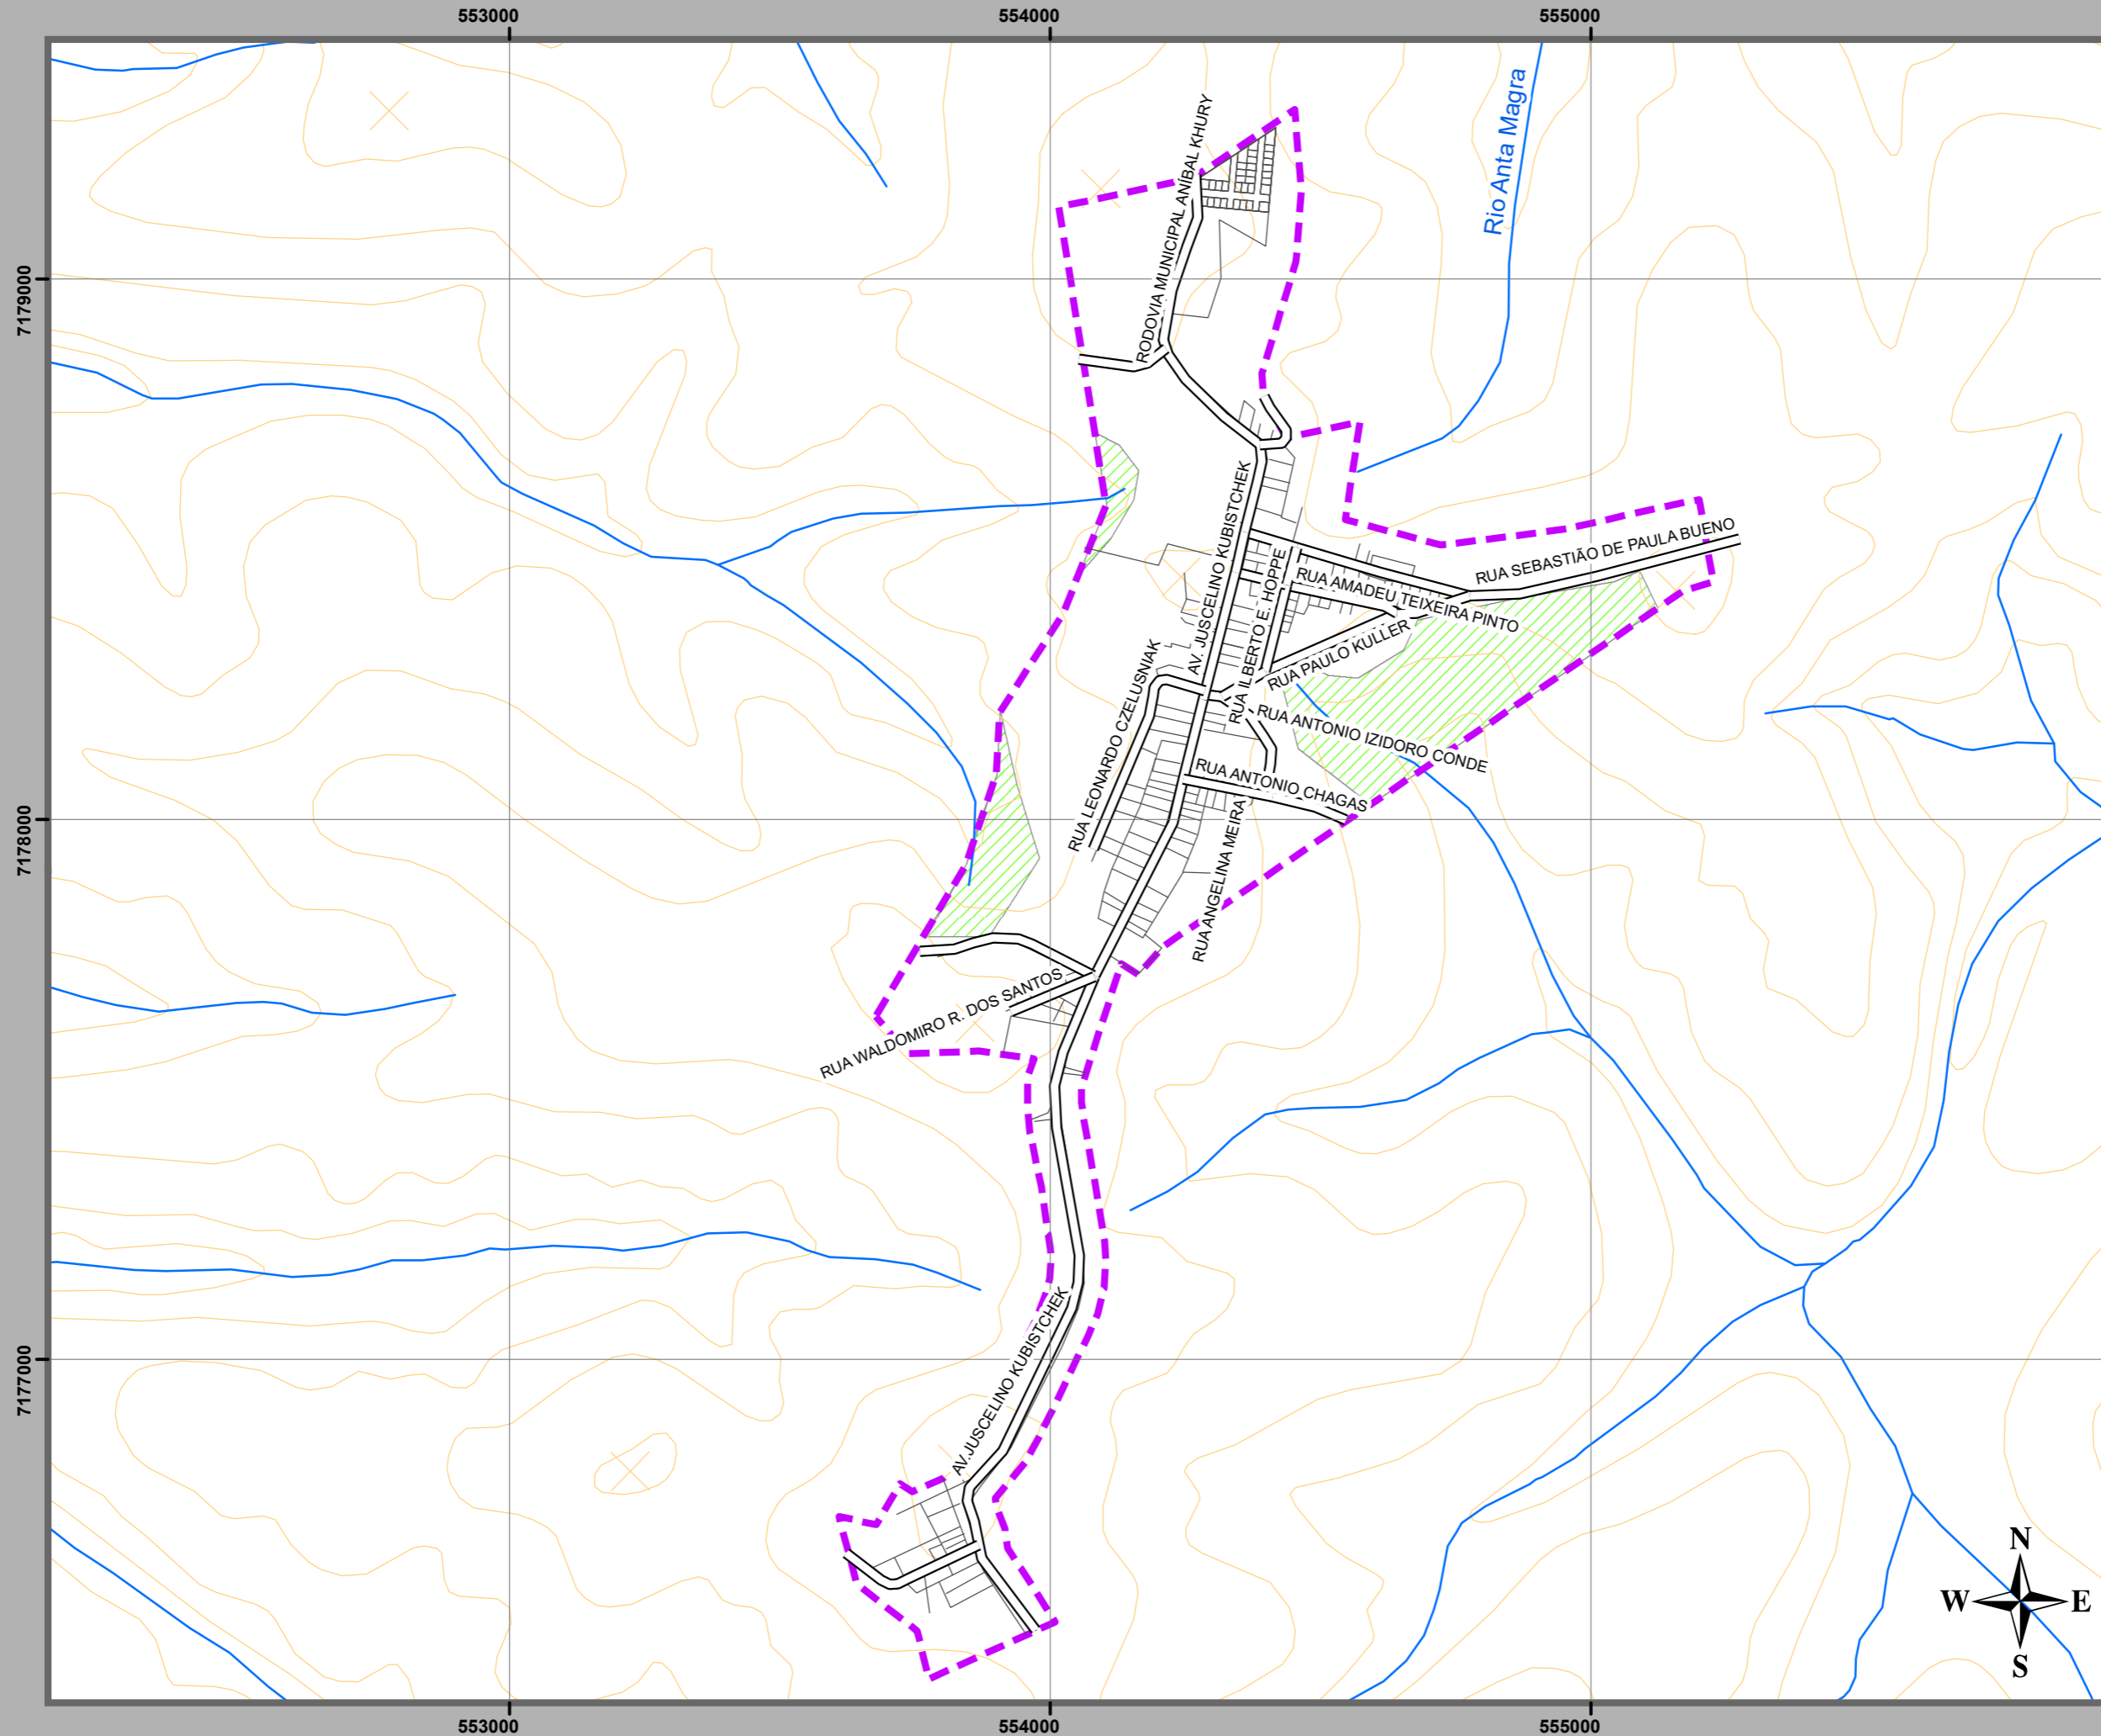 553000
554000
555000
Rio Anta Magra
RODOVIA MUNICIPAL ANÍBAL KHURY
7179000
AV. JUSCELINO KUBISTCHEK
RUA SEBASTIÃO DE PAULA BUENO
RUA ILBERTO E. HOPPE
RUA AMADEU TEIXEIRA PINTO
RUA PAULO KULLER
RUA LEONARDO CZELUSNIAK
RUA ANTONIO IZIDORO CONDE
RUA ANTONIO CHAGAS
7178000
RUA ANGELINA MEIRA
RUA WALDOMIRO R. DOS SANTOS
AV.JUSCELINO KUBISTCHEK
7177000
N
W E
S
553000
554000
555000